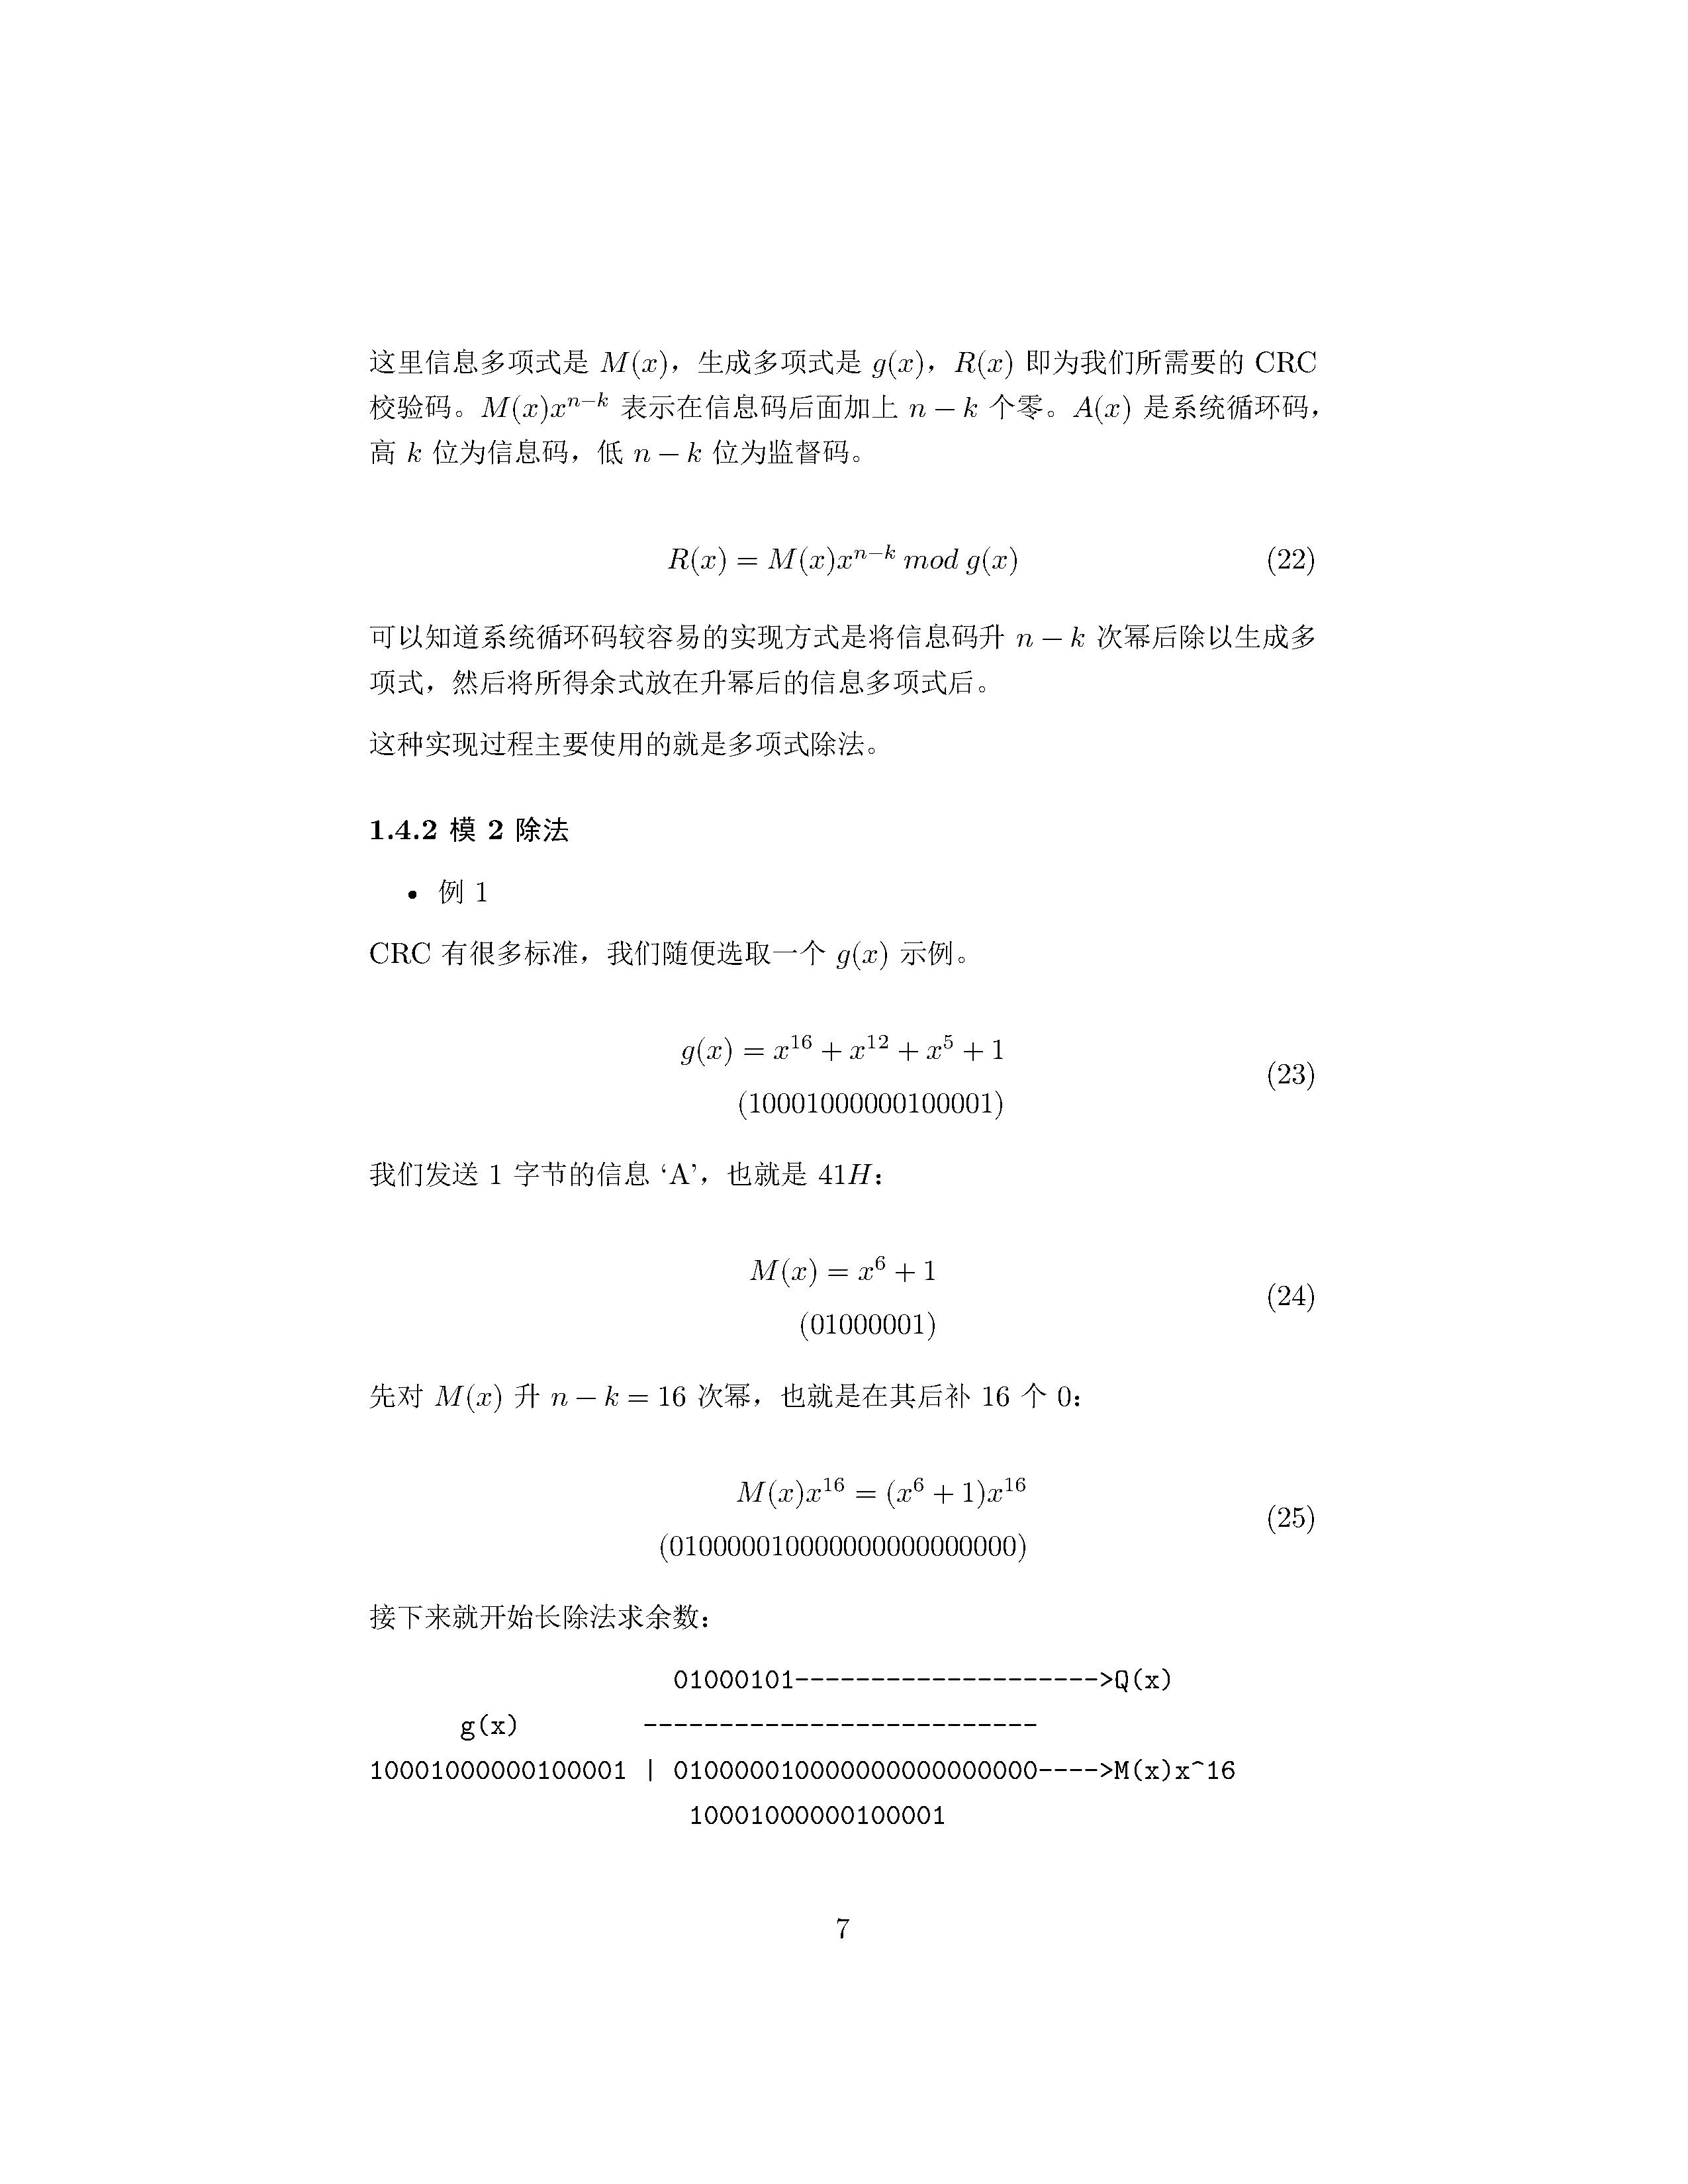 这里信息多项式是 M(x)，生成多项式是 g(x)，R(x) 即为我们所需要的 CRC
校验码。M(x)x^{n−k} 表示在信息码后面加上 n − k 个零。A(x) 是系统循环码，
高 k 位为信息码，低 n − k 位为监督码。
R(x) = M(x)x^{n−k} mod g(x) (22)
可以知道系统循环码较容易的实现方式是将信息码升 n − k 次幂后除以生成多
项式，然后将所得余式放在升幂后的信息多项式后。
这种实现过程主要使用的就是多项式除法。
1.4.2 模 2 除法
• 例 1
CRC 有很多标准，我们随便选取一个 g(x) 示例。
g(x) = x^{16} + x^{12} + x^5 + 1
(10001000000100001)
(23)
我们发送 1 字节的信息 ‘A’，也就是 41H：
M(x) = x^6 + 1
(01000001)
(24)
先对 M(x) 升 n − k = 16 次幂，也就是在其后补 16 个 0：
M(x)x^{16} = (x^6 + 1)x^{16}
(010000010000000000000000)
(25)
接下来就开始长除法求余数：
01000101-------------------->Q(x)
g(x) --------------------------
10001000000100001 | 010000010000000000000000---->M(x)x^16
10001000000100001
7